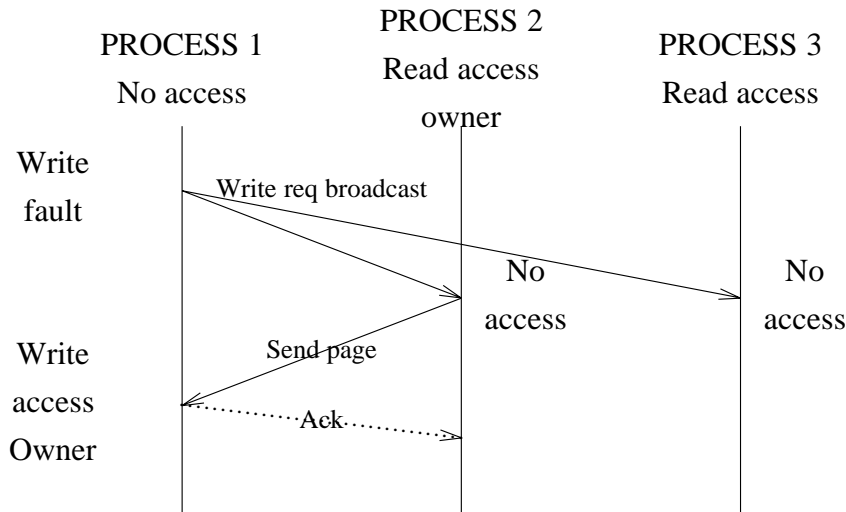 PROCESS 1
No access
PROCESS 2
Read access
owner
PROCESS 3
Read access
Write
fault
Write req broadcast
No
access
No
access
Send page
Write
access
Owner
Ack